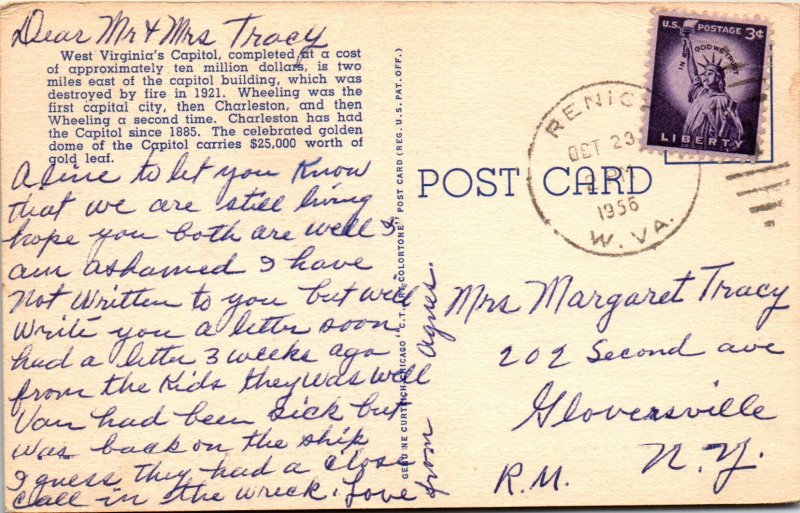 Dear Mr & Mrs Tracy
West Virginia's Capitol, completed at a cost
of approximately ten million dollars, is two
miles east of the capitol building, which was
destroyed by fire in 1921. Wheeling was the
first capital city, then Charleston, and then
Wheeling a second time. Charleston has had
the Capitol since 1885. The celebrated golden
dome of the Capitol carries $25,000 worth of
gold leaf.
A line to let you Know
that we are still living
hope you both are well I
am ashamed I have
Not Written to you but will
Write you a letter soon
had a letter 3 weeks ago
from the Kids they was well
Van had been sick but
was back on the ship
I guess they had a close
call in the wreck. Love
from Agnes.
GENUINE CURTEICH-CHICAGO "C.T. ART-COLORTONE" POST CARD (REG. U.S. PAT. OFF.)
POST CARD
RENIC
OCT 23
PM
1956
W. VA.
U.S. POSTAGE 3¢
IN GOD WE TRUST
LIBERTY
Mrs Margaret Tracy
202 Second ave
Gloversville
R.M. N.Y.